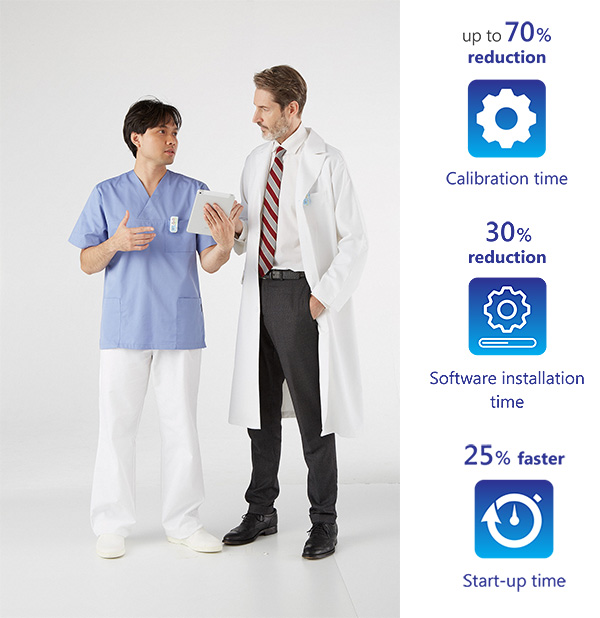 up to 70%
reduction
Calibration time
30%
reduction
Software installation
time
25% faster
Start-up time